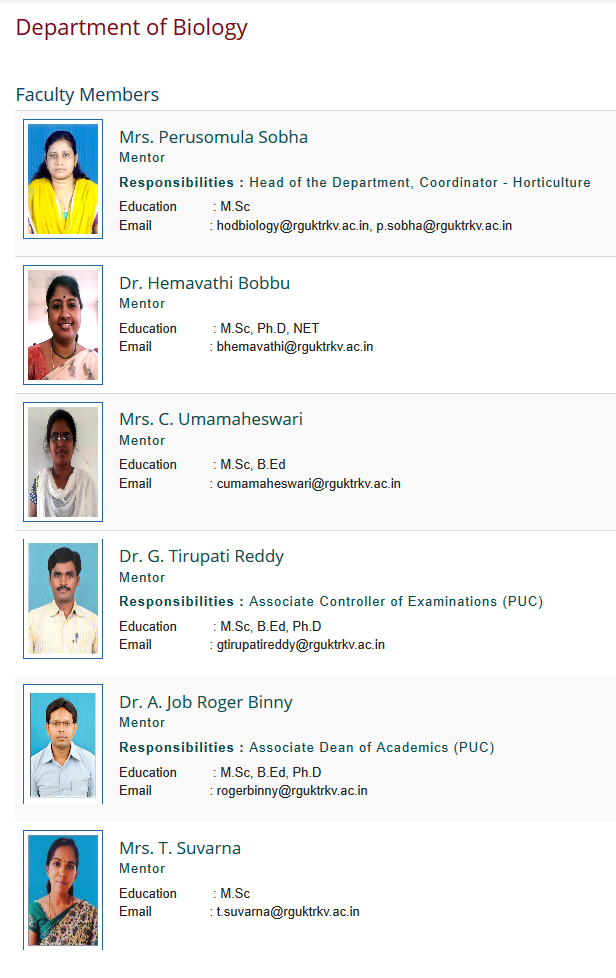 Department of Biology
Faculty Members
Mrs. Perusomula Sobha
Mentor
Responsibilities : Head of the Department, Coordinator - Horticulture
Education : M.Sc
Email : hodbiology@rguktrkv.ac.in, p.sobha@rguktrkv.ac.in
Dr. Hemavathi Bobbu
Mentor
Education : M.Sc, Ph.D, NET
Email : bhemavathi@rguktrkv.ac.in
Mrs. C. Umamaheswari
Mentor
Education : M.Sc, B.Ed
Email : cumamaheswari@rguktrkv.ac.in
Dr. G. Tirupati Reddy
Mentor
Responsibilities : Associate Controller of Examinations (PUC)
Education : M.Sc, B.Ed, Ph.D
Email : gtirupatireddy@rguktrkv.ac.in
Dr. A. Job Roger Binny
Mentor
Responsibilities : Associate Dean of Academics (PUC)
Education : M.Sc, B.Ed, Ph.D
Email : rogerbinny@rguktrkv.ac.in
Mrs. T. Suvarna
Mentor
Education : M.Sc
Email : t.suvarna@rguktrkv.ac.in